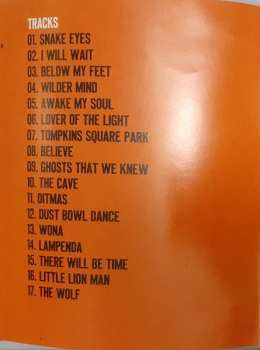 TRACKS
01. SNAKE EYES
02. I WILL WAIT
03. BELOW MY FEET
04. WILDER MIND
05. AWAKE MY SOUL
06. LOVER OF THE LIGHT
07. TOMPKINS SQUARE PARK
08. BELIEVE
09. GHOSTS THAT WE KNEW
10. THE CAVE
11. DITMAS
12. DUST BOWL DANCE
13. WONA
14. LAMPENDA
15. THERE WILL BE TIME
16. LITTLE LION MAN
17. THE WOLF